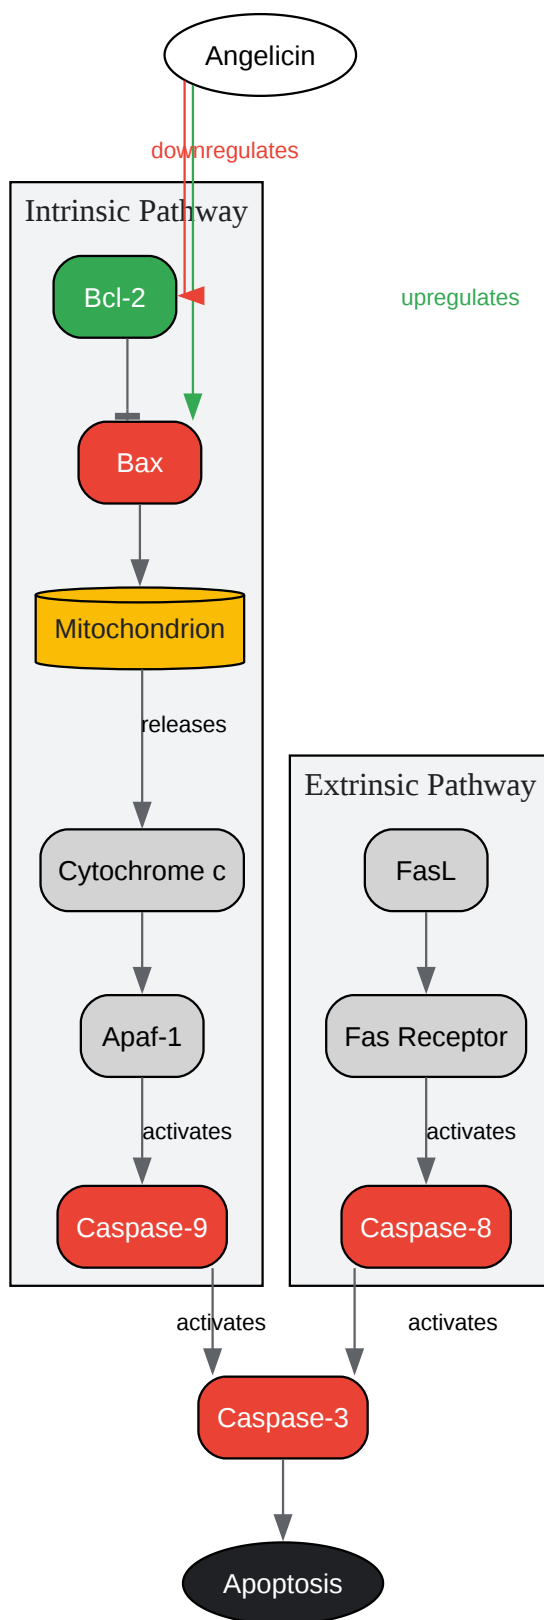 Angelicin
downregulates
Intrinsic Pathway
Bcl-2
upregulates
Bax
Mitochondrion
releases
Extrinsic Pathway
Cytochrome c
FasL
Apaf-1
Fas Receptor
activates
activates
Caspase-9
Caspase-8
activates
activates
Caspase-3
Apoptosis